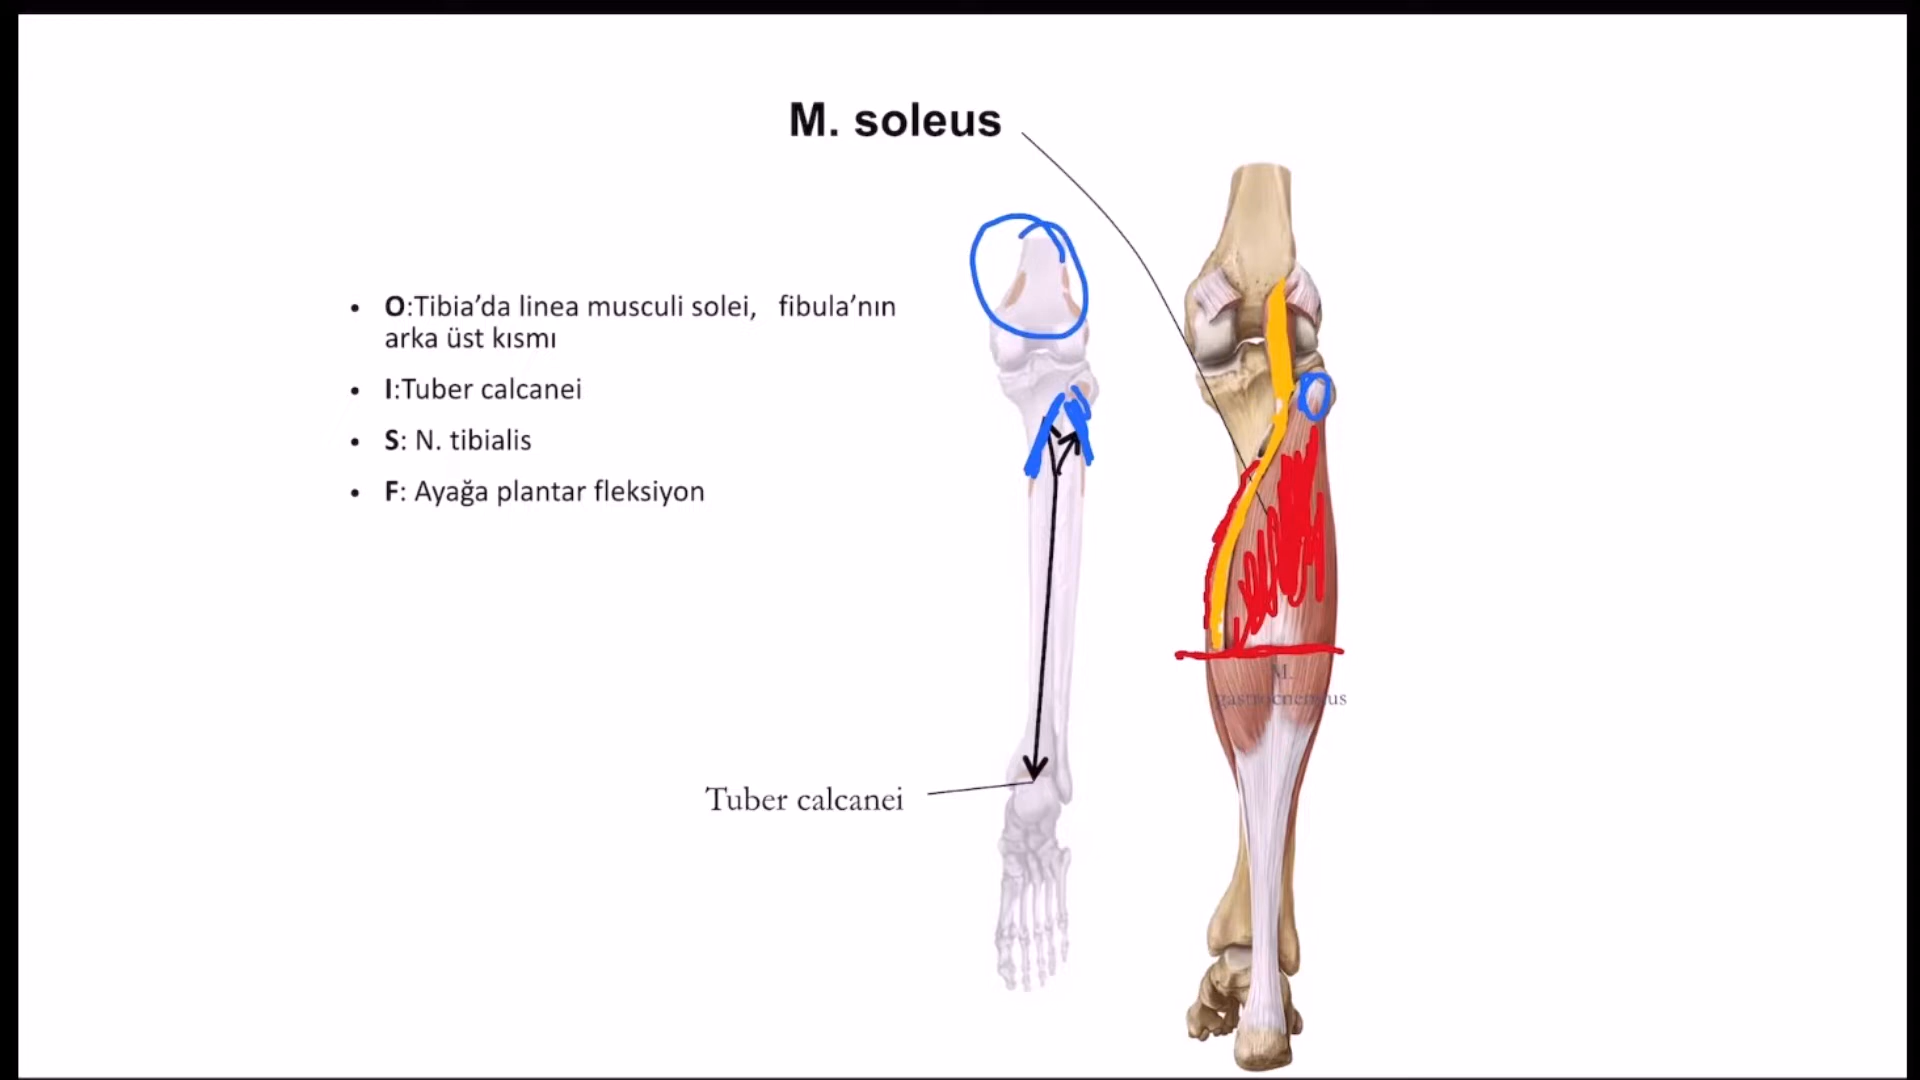 M. soleus
• O:Tibia’da linea musculi solei, fibula’nın
arka üst kısmı
• I:Tuber calcanei
• S: N. tibialis
• F: Ayağa plantar fleksiyon
M.
gastrocnemius
Tuber calcanei